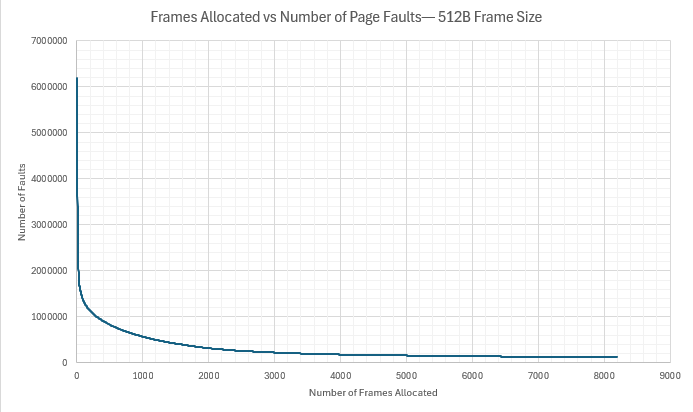 Frames Allocated vs Number of Page Faults— 512B Frame Size
7000000
6000000
5000000
4000000
3000000
2000000
1000000
0
Number of Faults
0 1000 2000 3000 4000 5000 6000 7000 8000 9000
Number of Frames Allocated